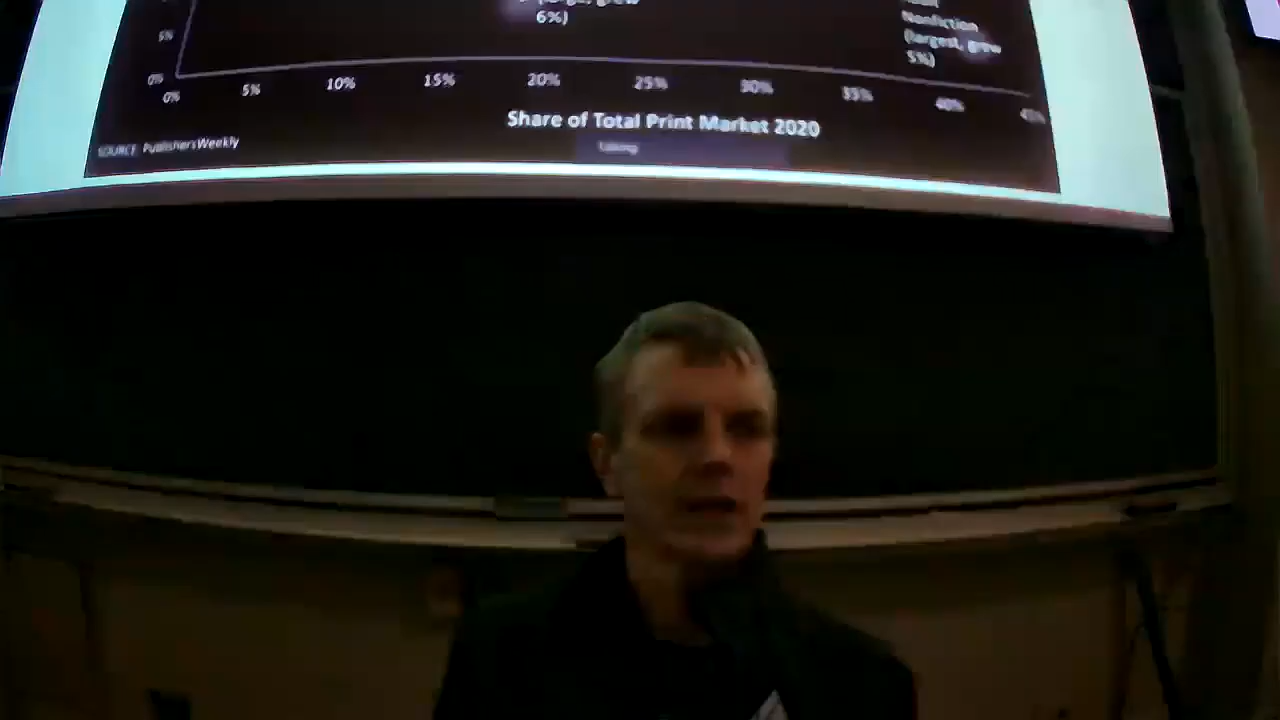 6%)
Nonfiction
(largest, grew
5%)
5%
0%
0% 5% 10% 15% 20% 25% 30% 35% 40% 45%
Share of Total Print Market 2020
SOURCE: PublishersWeekly